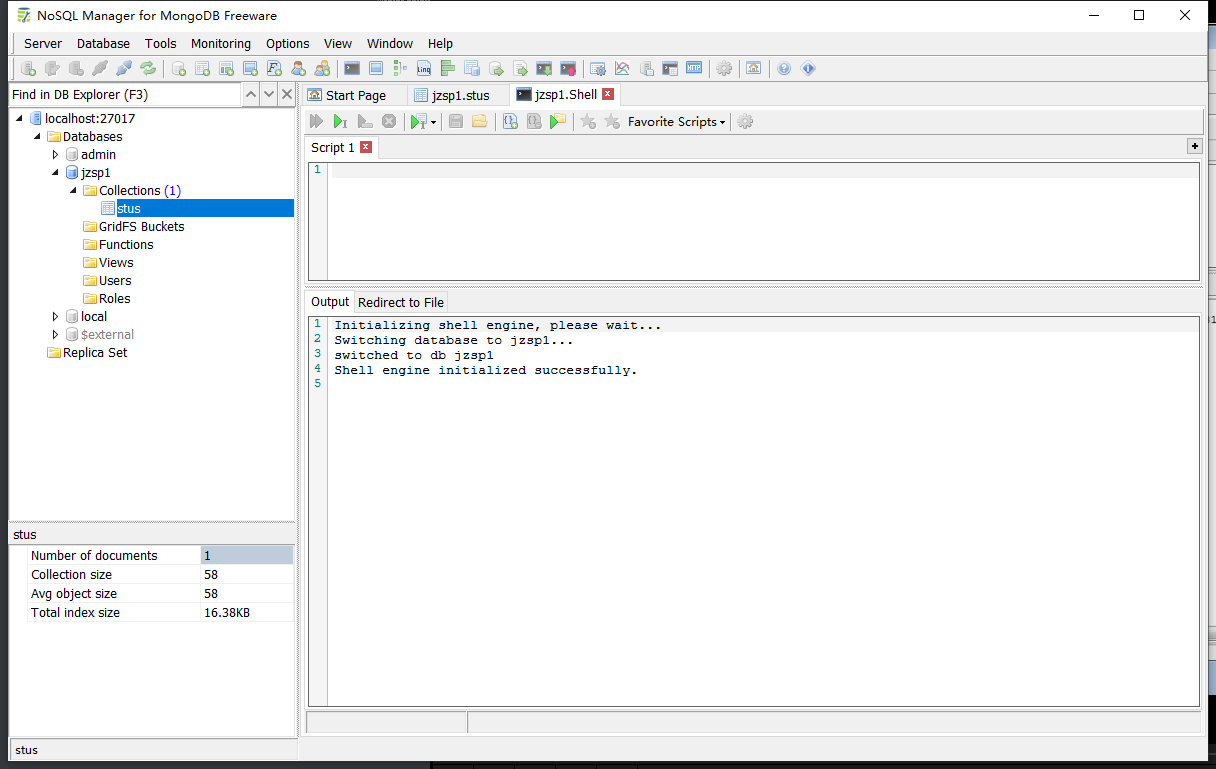 NoSQL Manager for MongoDB Freeware
Server Database Tools Monitoring Options View Window Help
Find in DB Explorer (F3)
localhost:27017
Databases
admin
jzsp1
Collections (1)
stus
GridFS Buckets
Functions
Views
Users
Roles
local
$external
Replica Set
stus
Number of documents 1
Collection size 58
Avg object size 58
Total index size 16.38KB
stus
Start Page jzsp1.stus jzsp1.Shell
Favorite Scripts
Script 1
1
Output Redirect to File
1 Initializing shell engine, please wait...
2 Switching database to jzsp1...
3 switched to db jzsp1
4 Shell engine initialized successfully.
5